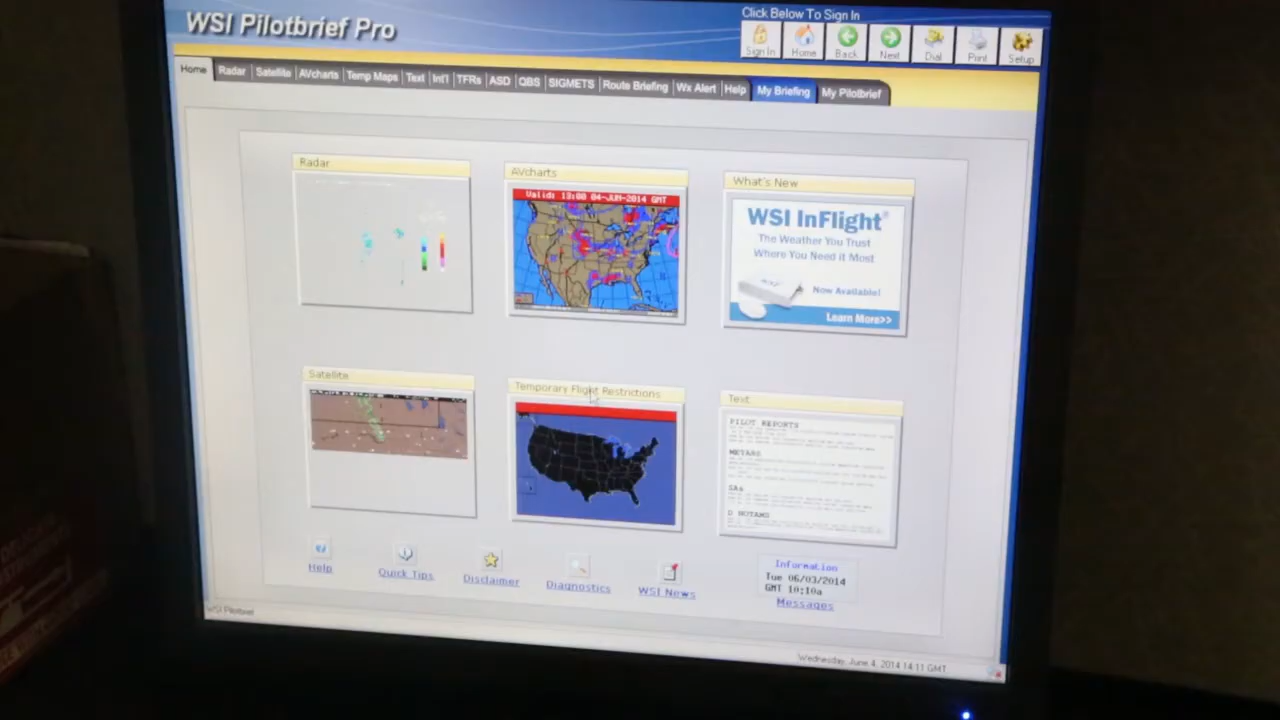 WSI Pilotbrief Pro
Click Below To Sign In
Sign In Home Back Next Dial Print Setup
Home Radar Satellite AVcharts Temp Maps Text Int'l TFRs ASD QBS SIGMETS Route Briefing Wx Alert Help My Briefing My Pilotbrief
Radar
AVcharts
Valid: 13:00 04-JUN-2014 GMT
What's New
WSI InFlight®
The Weather You Trust
Where You Need it Most
Now Available!
Learn More>>
Satellite
Temporary Flight Restrictions
Text
PILOT REPORTS
METARS
SAs
D NOTAMS
Help
Quick Tips
Disclaimer
Diagnostics
WSI News
Information
Tue 06/03/2014
GMT 10:10a
Messages
WSI Pilotbrief
Wednesday, June 4, 2014 14:11 GMT